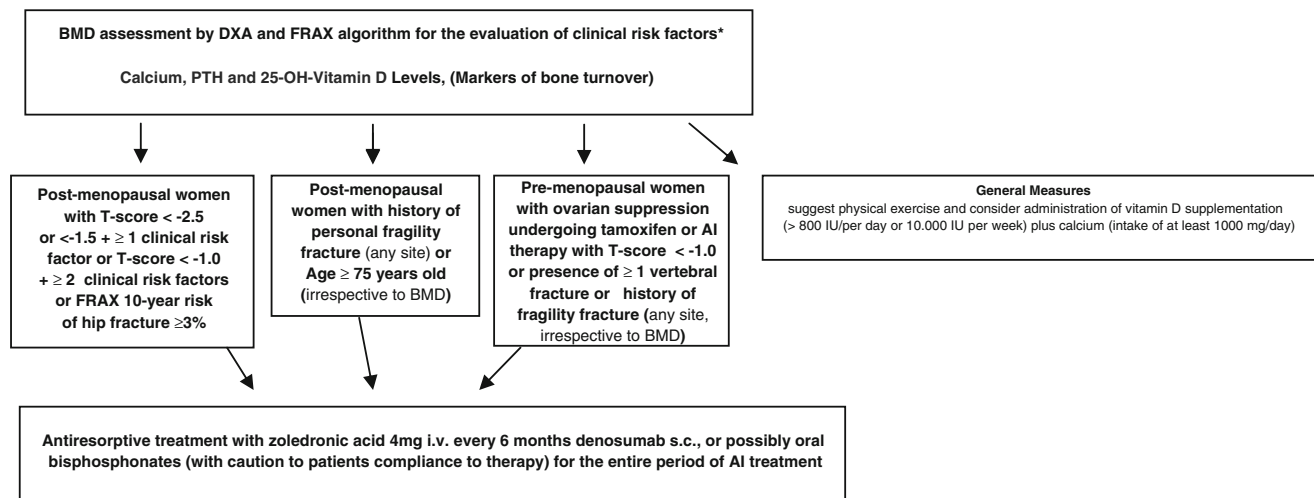 BMD assessment by DXA and FRAX algorithm for the evaluation of clinical risk factors*
Calcium, PTH and 25-OH-Vitamin D Levels, (Markers of bone turnover)
Post-menopausal women
with T-score < -2.5
or <-1.5 + ≥ 1 clinical risk
factor or T-score < -1.0
+ ≥ 2 clinical risk factors
or FRAX 10-year risk
of hip fracture ≥3%
Post-menopausal
women with history of
personal fragility
fracture (any site) or
Age ≥ 75 years old
(irrespective to BMD)
Pre-menopausal women
with ovarian suppression
undergoing tamoxifen or AI
therapy with T-score < -1.0
or presence of ≥ 1 vertebral
fracture or history of
fragility fracture (any site,
irrespective to BMD)
General Measures
suggest physical exercise and consider administration of vitamin D supplementation
(> 800 IU/per day or 10.000 IU per week) plus calcium (intake of at least 1000 mg/day)
Antiresorptive treatment with zoledronic acid 4mg i.v. every 6 months denosumab s.c., or possibly oral
bisphosphonates (with caution to patients compliance to therapy) for the entire period of AI treatment